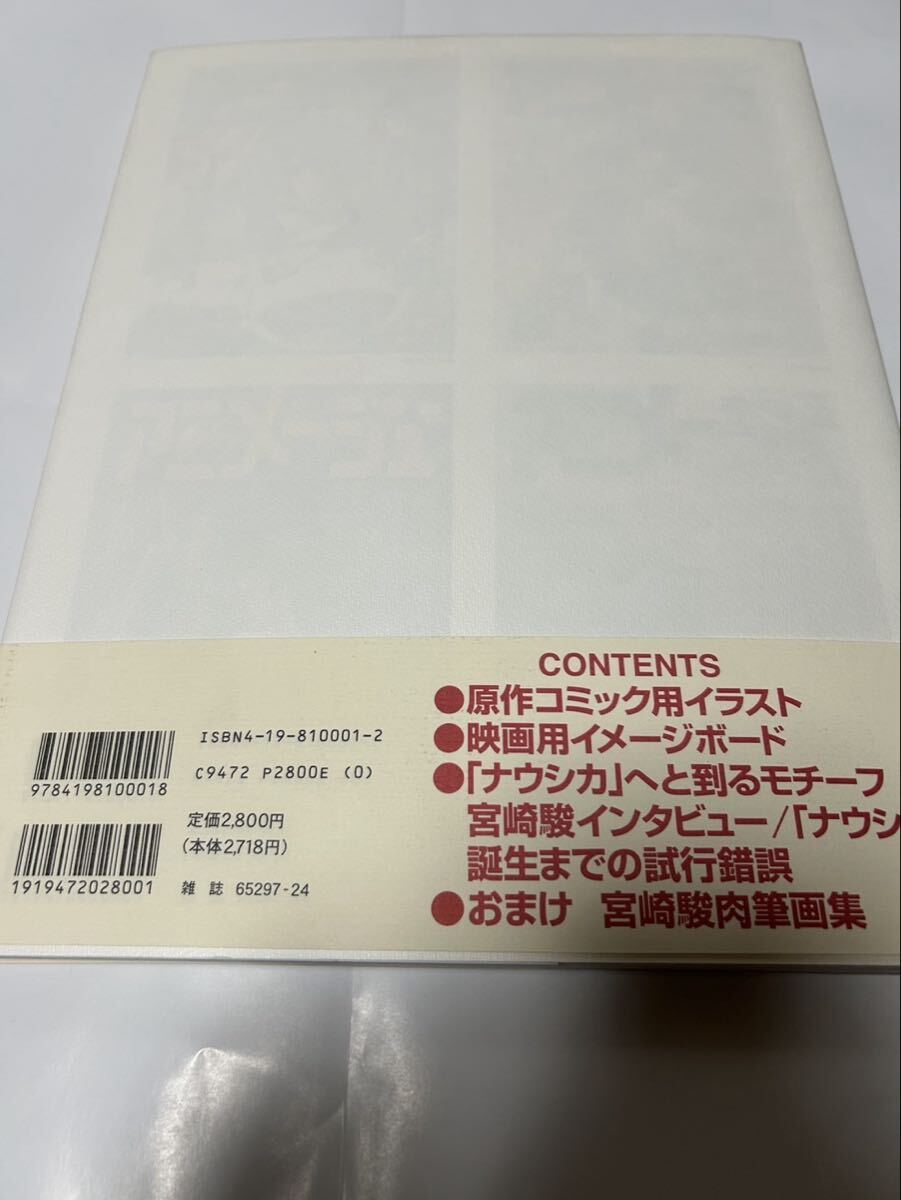 ISBN4-19-810001-2
C9472 P2800E (0)
9784198100018
定価2,800円
(本体2,718円)
1919472028001
雑誌 65297-24
CONTENTS
●原作コミック用イラスト
●映画用イメージボード
●「ナウシカ」へと到るモチーフ
宮崎駿インタビュー/「ナウシ
誕生までの試行錯誤
●おまけ 宮崎駿肉筆画集